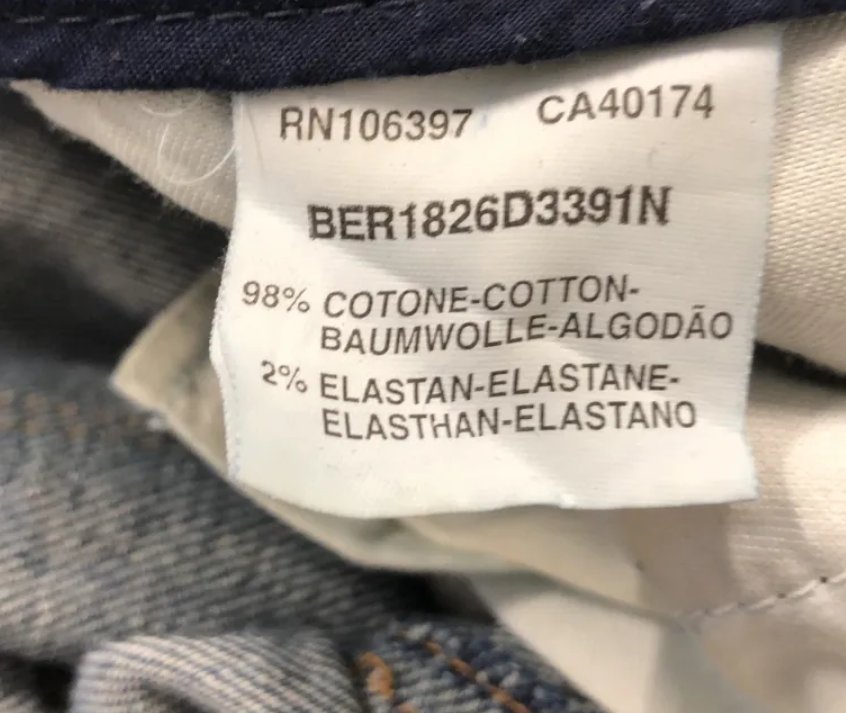 RN106397 CA40174
BER1826D3391N
98% COTONE-COTTON-
BAUMWOLLE-ALGODÃO
2% ELASTAN-ELASTANE-
ELASTHAN-ELASTANO